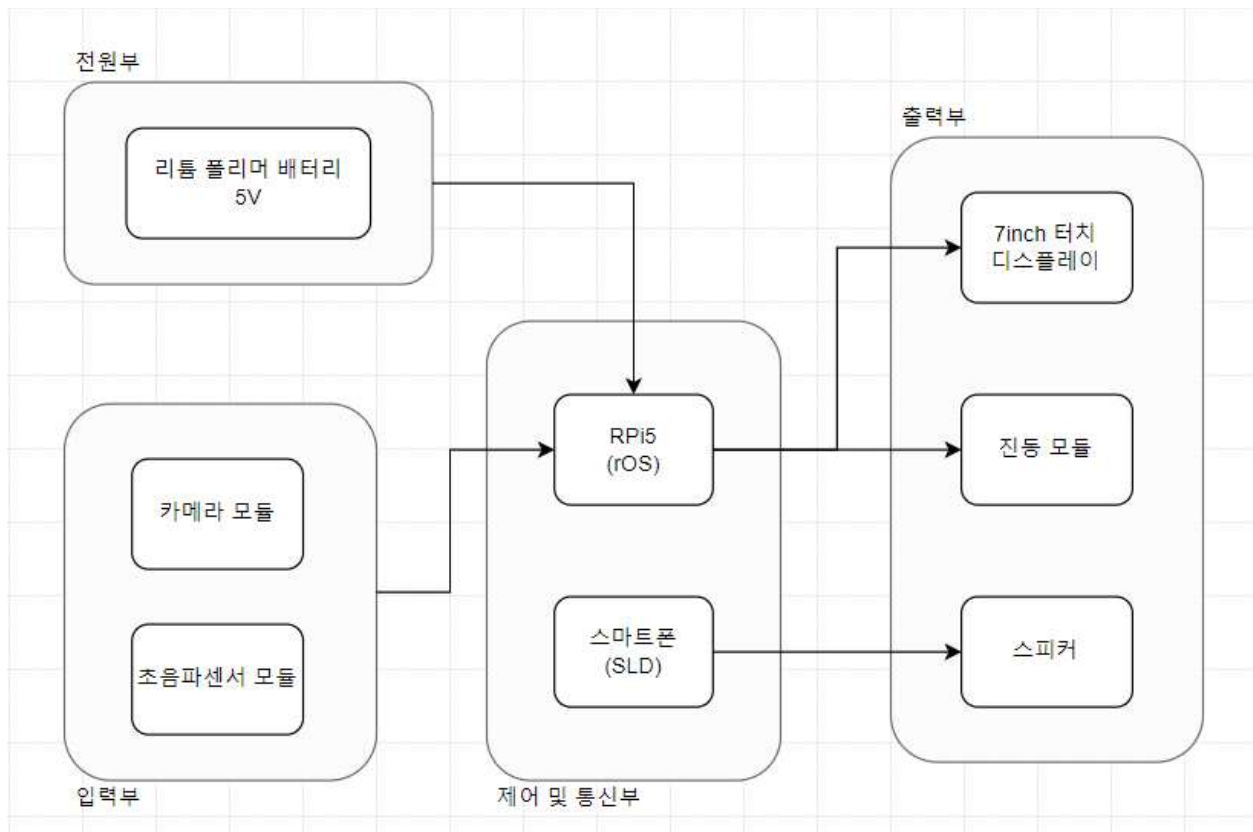 전원부
리튬 폴리머 배터리
5V
출력부
7inch 터치
디스플레이
RPi5
(rOS)
진동 모듈
카메라 모듈
스마트폰
(SLD)
스피커
초음파센서 모듈
입력부
제어 및 통신부